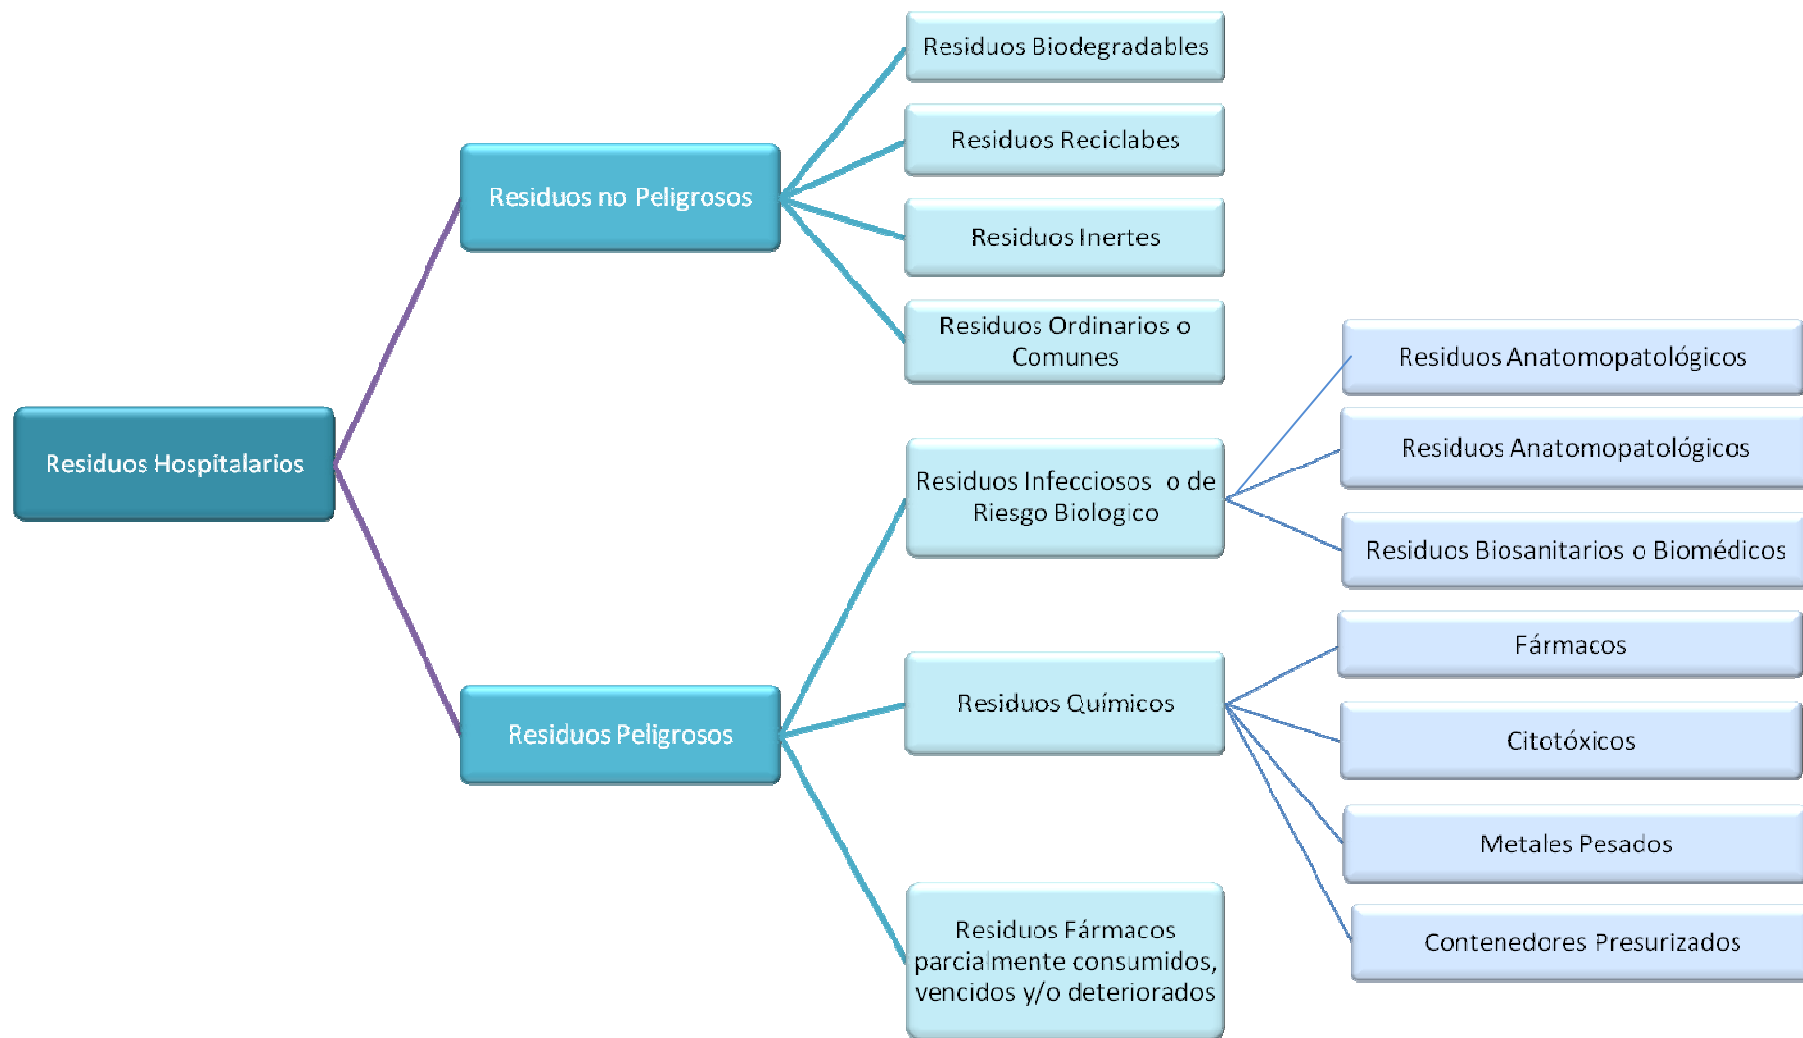 Residuos Hospitalarios
Residuos no Peligrosos
Residuos Biodegradables
Residuos Reciclabes
Residuos Inertes
Residuos Ordinarios o
Comunes
Residuos Peligrosos
Residuos Infecciosos o de
Riesgo Biologico
Residuos Anatomopatológicos
Residuos Anatomopatológicos
Residuos Biosanitarios o Biomédicos
Residuos Químicos
Fármacos
Citotóxicos
Metales Pesados
Contenedores Presurizados
Residuos Fármacos
parcialmente consumidos,
vencidos y/o deteriorados